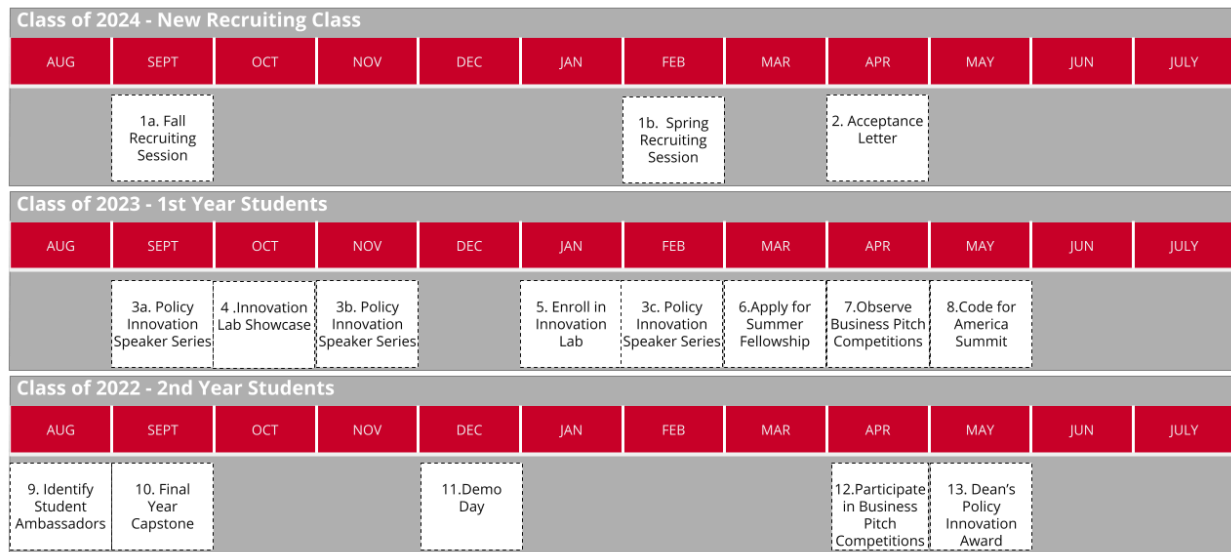 Class of 2024 - New Recruiting Class
AUG SEPT OCT NOV DEC JAN FEB MAR APR MAY JUN JULY
1a. Fall
Recruiting
Session
1b. Spring
Recruiting
Session
2. Acceptance
Letter
Class of 2023 - 1st Year Students
AUG SEPT OCT NOV DEC JAN FEB MAR APR MAY JUN JULY
3a. Policy
Innovation
Speaker Series
4 .Innovation
Lab Showcase
3b. Policy
Innovation
Speaker Series
5. Enroll in
Innovation
Lab
3c. Policy
Innovation
Speaker Series
6.Apply for
Summer
Fellowship
7.Observe
Business Pitch
Competitions
8.Code for
America
Summit
Class of 2022 - 2nd Year Students
AUG SEPT OCT NOV DEC JAN FEB MAR APR MAY JUN JULY
9. Identify
Student
Ambassadors
10. Final
Year
Capstone
11.Demo
Day
12.Participate
in Business
Pitch
Competitions
13. Dean’s
Policy
Innovation
Award